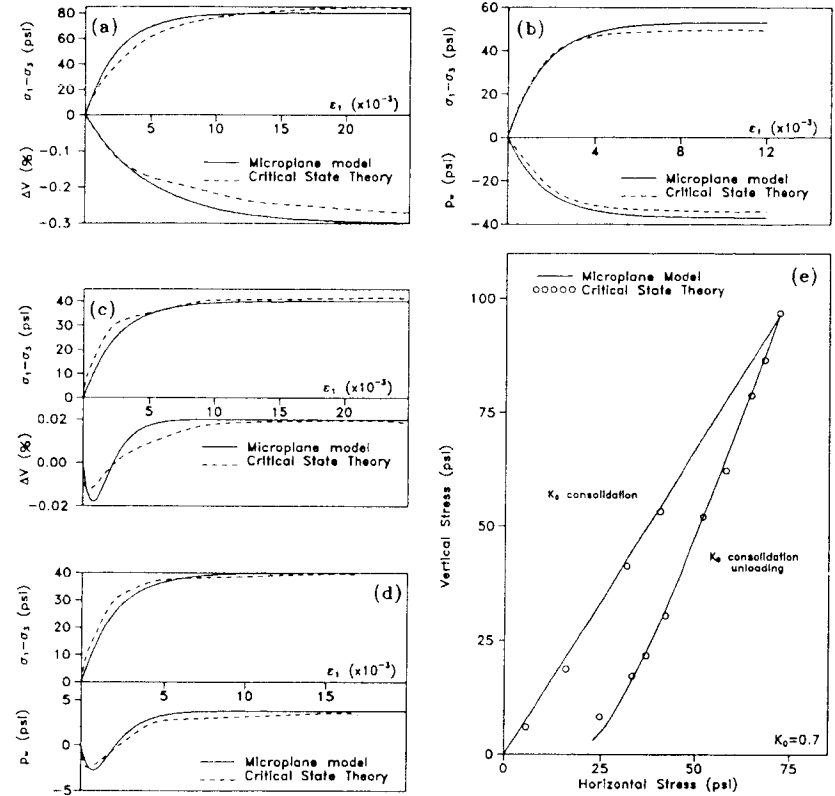 80
60
40
20
0
σ₁−σ₃ (psi)
(a)
ε₁ (x10⁻³)
5 10 15 20
-0.1
-0.2
-0.3
ΔV (%)
Microplane model
Critical State Theory
60
40
20
0
σ₁−σ₃ (psi)
(b)
ε₁ (x10⁻³)
4 8 12
-20
-40
p_w (psi)
Microplane model
Critical State Theory
40
30
20
10
0
σ₁−σ₃ (psi)
(c)
ε₁ (x10⁻³)
5 10 15 20
0.02
0.00
-0.02
ΔV (%)
Microplane model
Critical State Theory
40
30
20
10
0
σ₁−σ₃ (psi)
(d)
ε₁ (x10⁻³)
5 10 15
5
0
-5
p_w (psi)
Microplane model
Critical State Theory
(e)
Microplane Model
Critical State Theory
100
75
50
25
0
Vertical Stress (psi)
K₀ consolidation
K₀ consolidation
unloading
K₀=0.7
0 25 50 75
Horizontal Stress (psi)